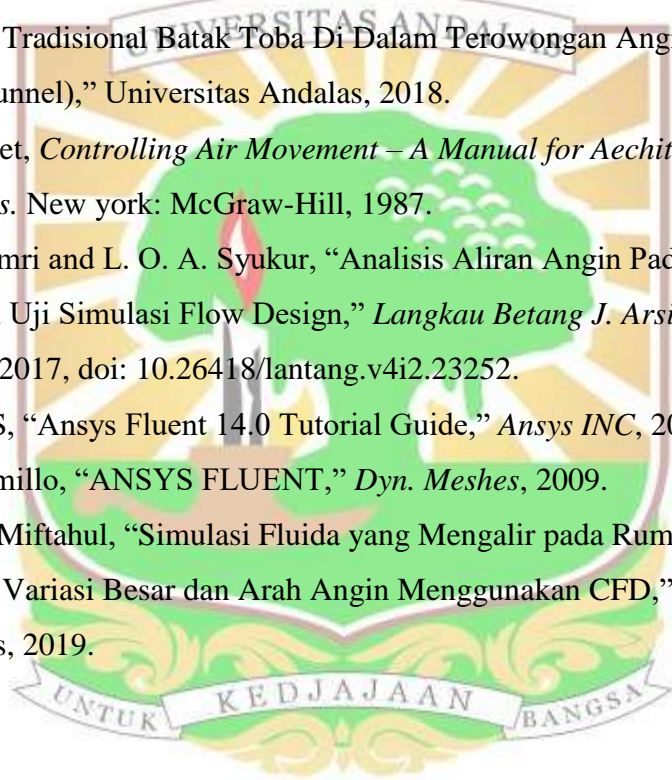 UNIVERSITAS ANDALAS
Tradisional Batak Toba Di Dalam Terowongan Ang
unnel),” Universitas Andalas, 2018.
et, Controlling Air Movement – A Manual for Aechit
s. New york: McGraw-Hill, 1987.
mri and L. O. A. Syukur, “Analisis Aliran Angin Pad
Uji Simulasi Flow Design,” Langkau Betang J. Arsi
2017, doi: 10.26418/lantang.v4i2.23252.
S, “Ansys Fluent 14.0 Tutorial Guide,” Ansys INC, 20
millo, “ANSYS FLUENT,” Dyn. Meshes, 2009.
Miftahul, “Simulasi Fluida yang Mengalir pada Rum
Variasi Besar dan Arah Angin Menggunakan CFD,”
s, 2019.
UNTUK KEDJAJAAN BANGSA